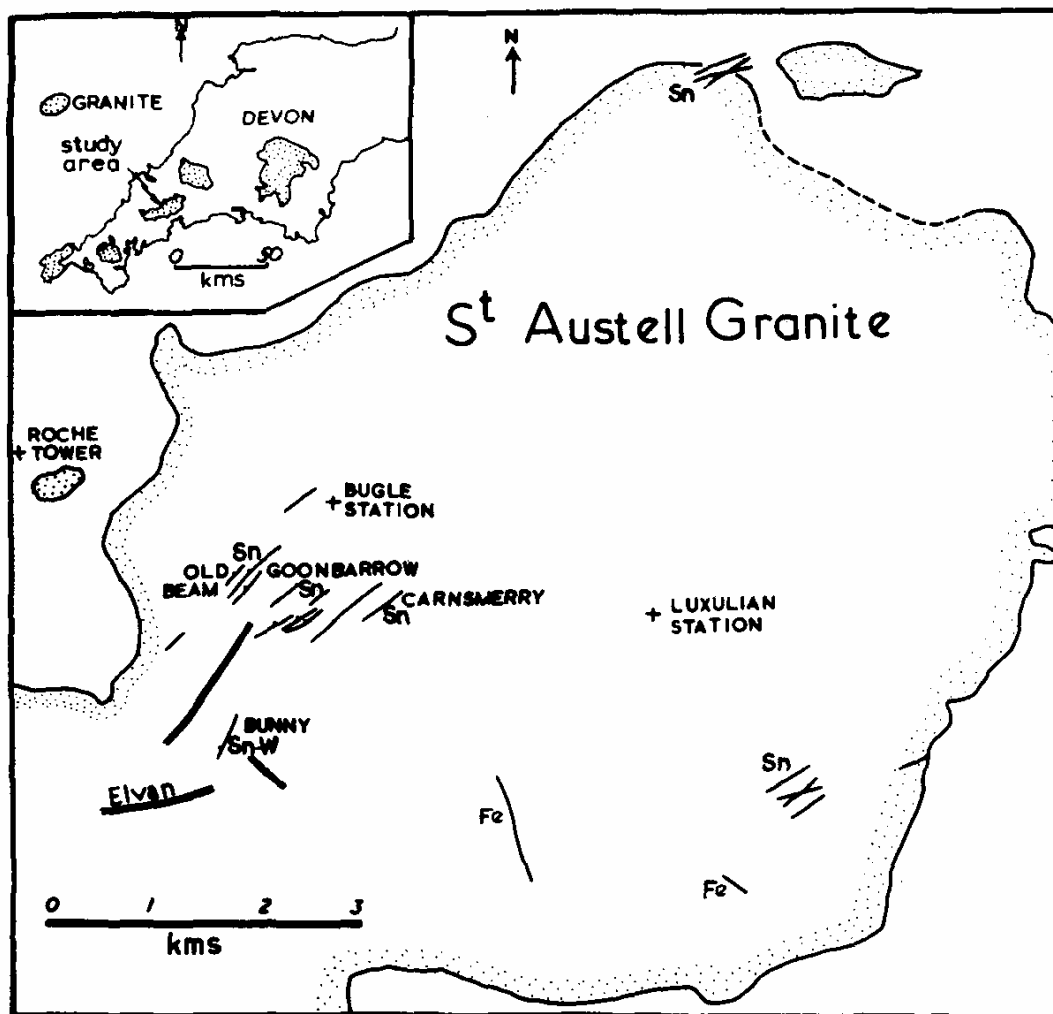 N
GRANITE
study
area
DEVON
0 50
kms
N
Sn
St Austell Granite
ROCHE
+ TOWER
+ BUGLE
STATION
Sn
OLD
BEAM
GOONBARROW
Sn
CARNSMERRY
Sn
+ LUXULIAN
STATION
BUNNY
Sn-W
Elvan
Sn
Fe
Fe
0 1 2 3
kms